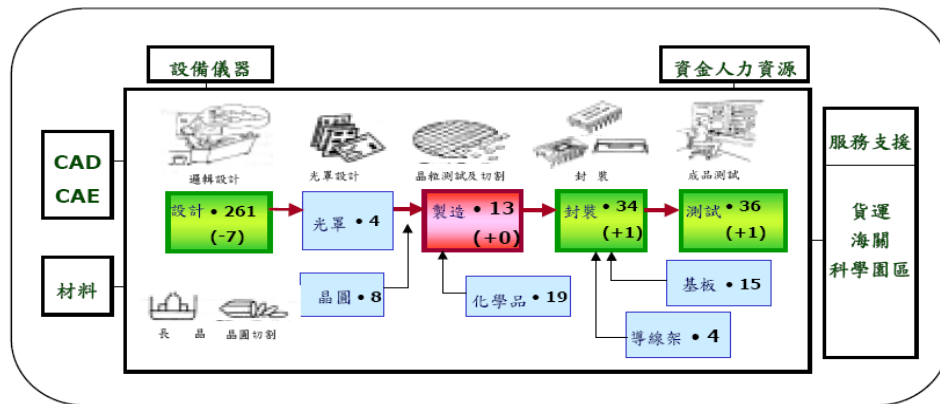 設備儀器
資金人力資源
CAD
CAE
材料
服務支援
貨運
海關
科學園區
邏輯設計
光罩設計
晶粒測試及切割
封 裝
成品測試
設計 • 261
(-7)
光罩 • 4
製造 • 13
(+0)
封裝 • 34
(+1)
測試 • 36
(+1)
晶圓 • 8
化學品 • 19
基板 • 15
導線架 • 4
長 晶
晶圓切割